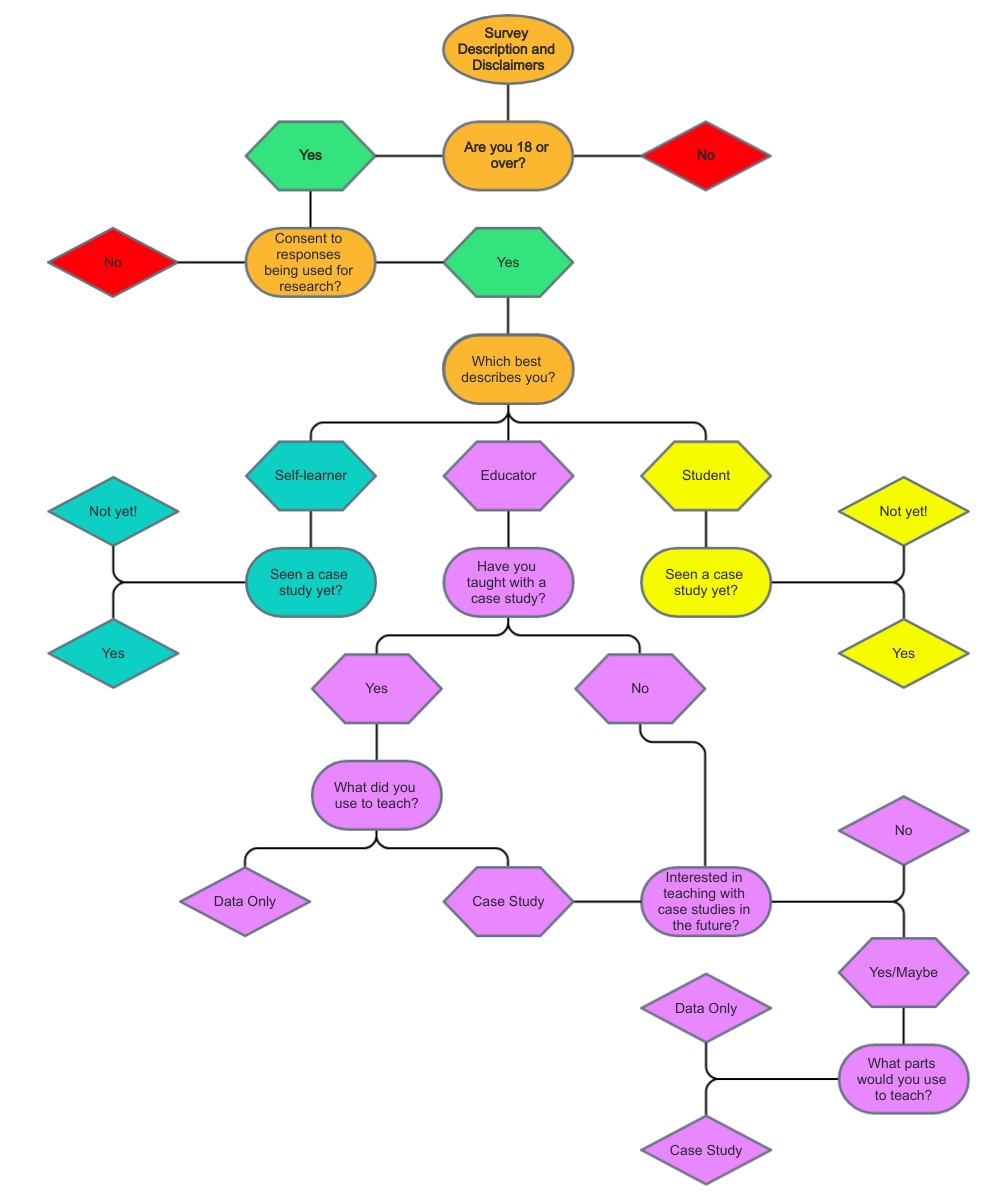 Survey
Description and
Disclaimers
Yes
Are you 18 or
over?
No
No
Consent to
responses
being used for
research?
Yes
Which best
describes you?
Self-learner
Educator
Student
Not yet!
Not yet!
Seen a case
study yet?
Have you
taught with a
case study?
Seen a case
study yet?
Yes
Yes
Yes
No
What did you
use to teach?
No
Data Only
Case Study
Interested in
teaching with
case studies in
the future?
Yes/Maybe
Data Only
What parts
would you use
to teach?
Case Study